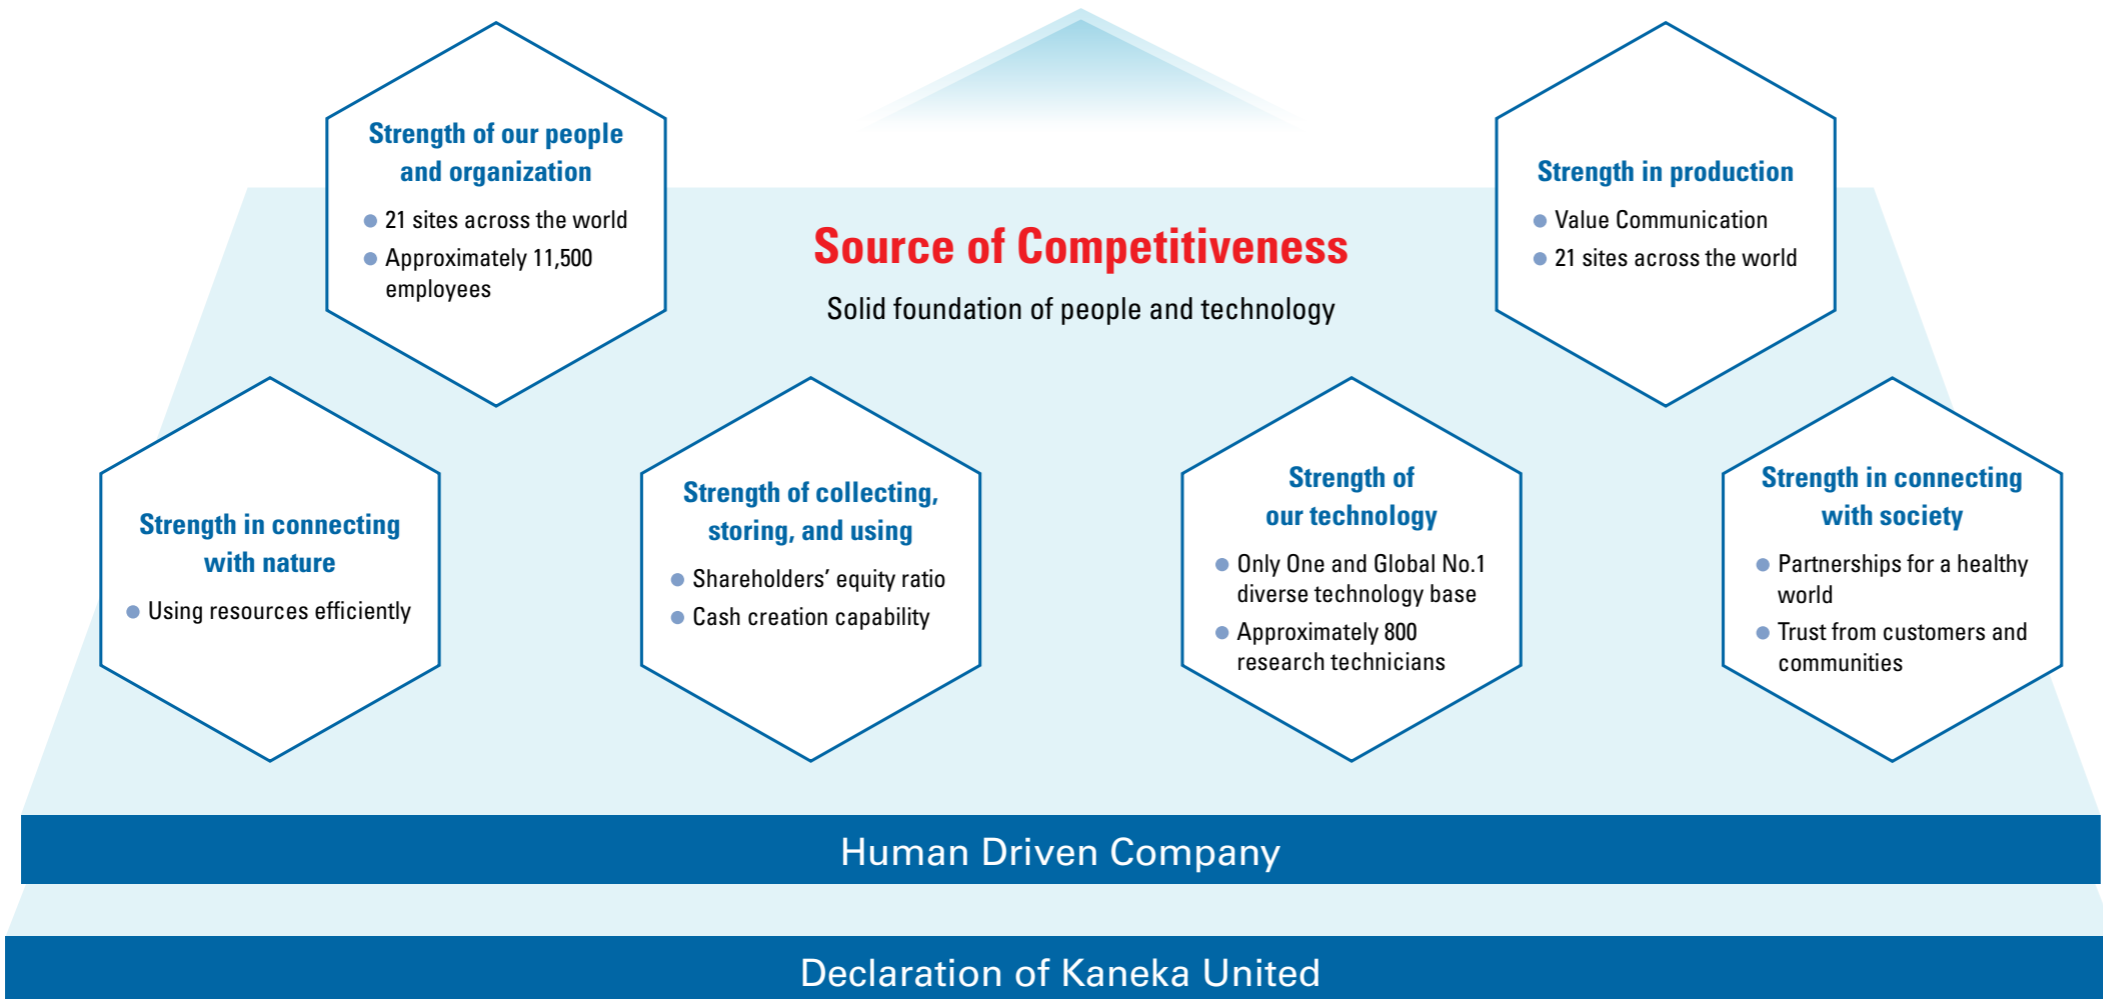 Strength of our people
and organization
● 21 sites across the world
● Approximately 11,500
employees
Source of Competitiveness
Solid foundation of people and technology
Strength in production
● Value Communication
● 21 sites across the world
Strength in connecting
with nature
● Using resources efficiently
Strength of collecting,
storing, and using
● Shareholders’ equity ratio
● Cash creation capability
Strength of
our technology
● Only One and Global No.1
diverse technology base
● Approximately 800
research technicians
Strength in connecting
with society
● Partnerships for a healthy
world
● Trust from customers and
communities
Human Driven Company
Declaration of Kaneka United